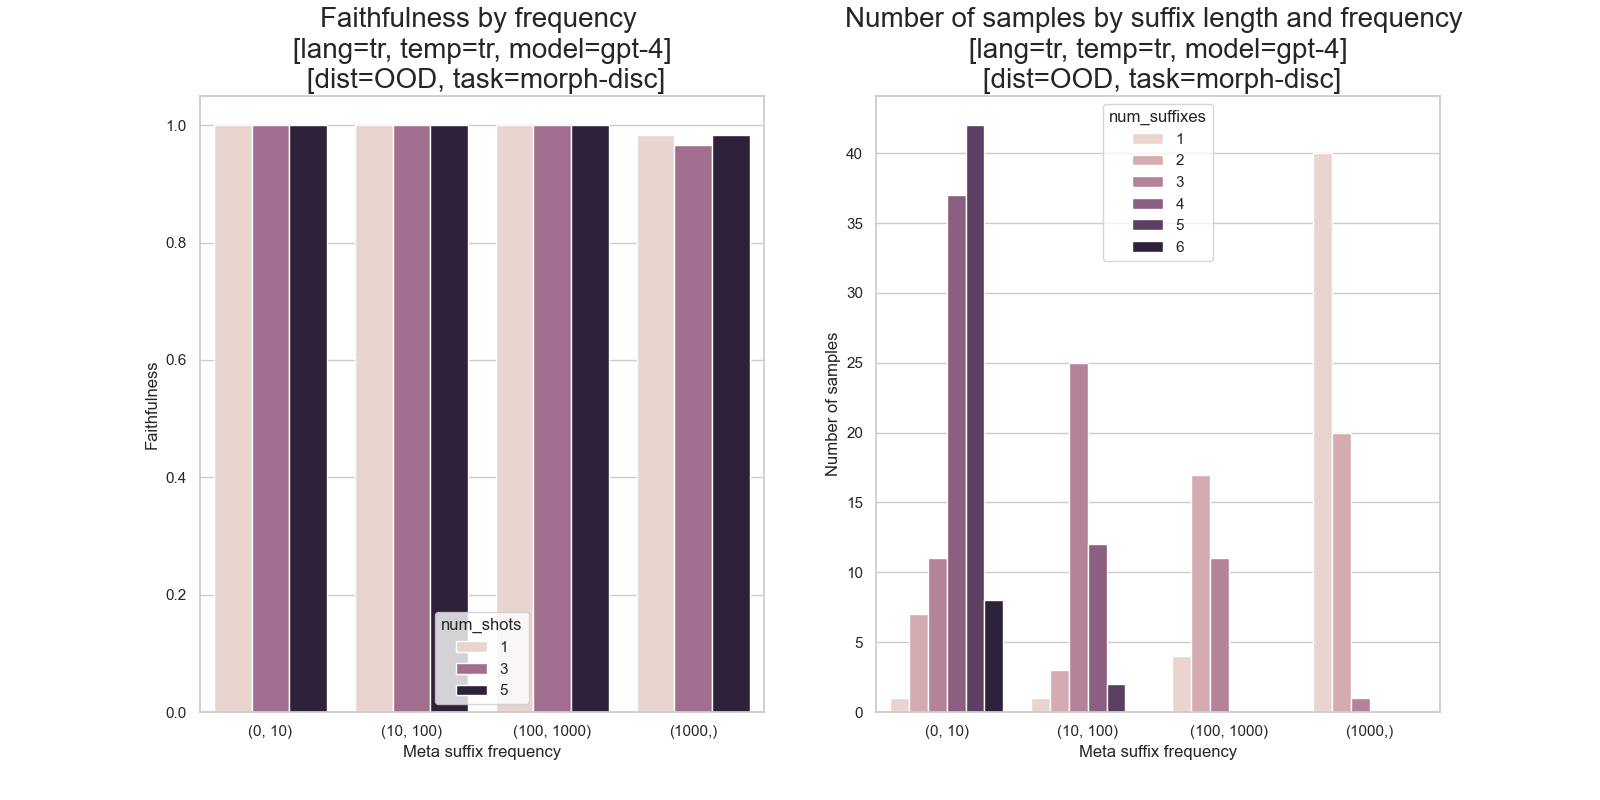 Faithfulness by frequency
[lang=tr, temp=tr, model=gpt-4]
[dist=OOD, task=morph-disc]
1.0
0.8
0.6
0.4
0.2
0.0
Faithfulness
num_shots
1
3
5
(0, 10)
(10, 100)
(100, 1000)
(1000,)
Meta suffix frequency
Number of samples by suffix length and frequency
[lang=tr, temp=tr, model=gpt-4]
[dist=OOD, task=morph-disc]
num_suffixes
1
2
3
4
5
6
40
35
30
25
20
15
10
5
0
Number of samples
(0, 10)
(10, 100)
(100, 1000)
(1000,)
Meta suffix frequency